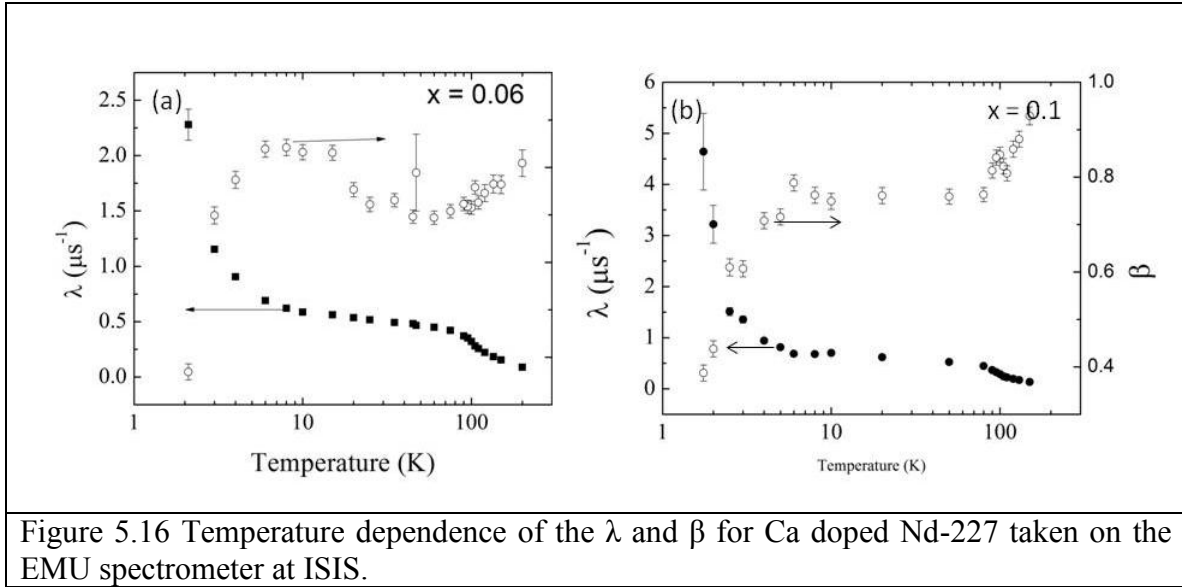 (a)
x = 0.06
2.5
2.0
1.5
1.0
0.5
0.0
λ (μs⁻¹)
1
10
100
Temperature (K)
(b)
x = 0.1
6
5
4
3
2
1
0
λ (μs⁻¹)
1.0
0.8
0.6
0.4
β
1
10
100
Temperature (K)
Figure 5.16 Temperature dependence of the λ and β for Ca doped Nd-227 taken on the
EMU spectrometer at ISIS.